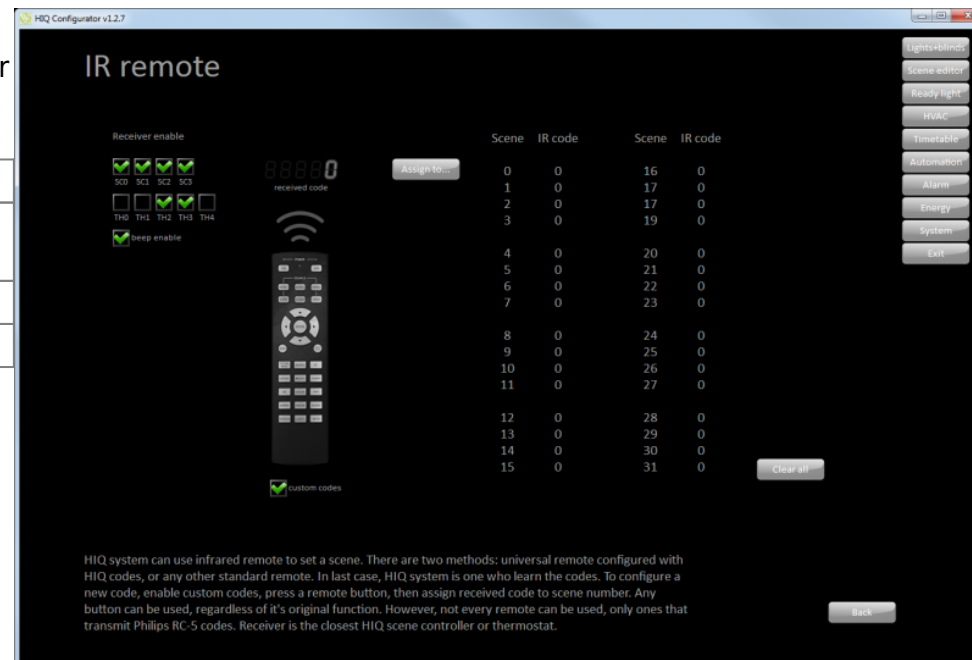 HIQ Configurator v1.2.7
r
IR remote
Lights+blinds
Scene editor
Ready light
HVAC
Timetable
Automation
Alarm
Energy
System
Exit
Receiver enable
SC0 SC1 SC2 SC3
TH0 TH1 TH2 TH3 TH4
beep enable
0
received code
Assign to...
custom codes
Scene IR code Scene IR code
0 0 16 0
1 0 17 0
2 0 17 0
3 0 19 0
4 0 20 0
5 0 21 0
6 0 22 0
7 0 23 0
8 0 24 0
9 0 25 0
10 0 26 0
11 0 27 0
12 0 28 0
13 0 29 0
14 0 30 0
15 0 31 0
Clear all
HIQ system can use infrared remote to set a scene. There are two methods: universal remote configured with
HIQ codes, or any other standard remote. In last case, HIQ system is one who learn the codes. To configure a
new code, enable custom codes, press a remote button, then assign received code to scene number. Any
button can be used, regardless of it's original function. However, not every remote can be used, only ones that
transmit Philips RC-5 codes. Receiver is the closest HIQ scene controller or thermostat.
Back